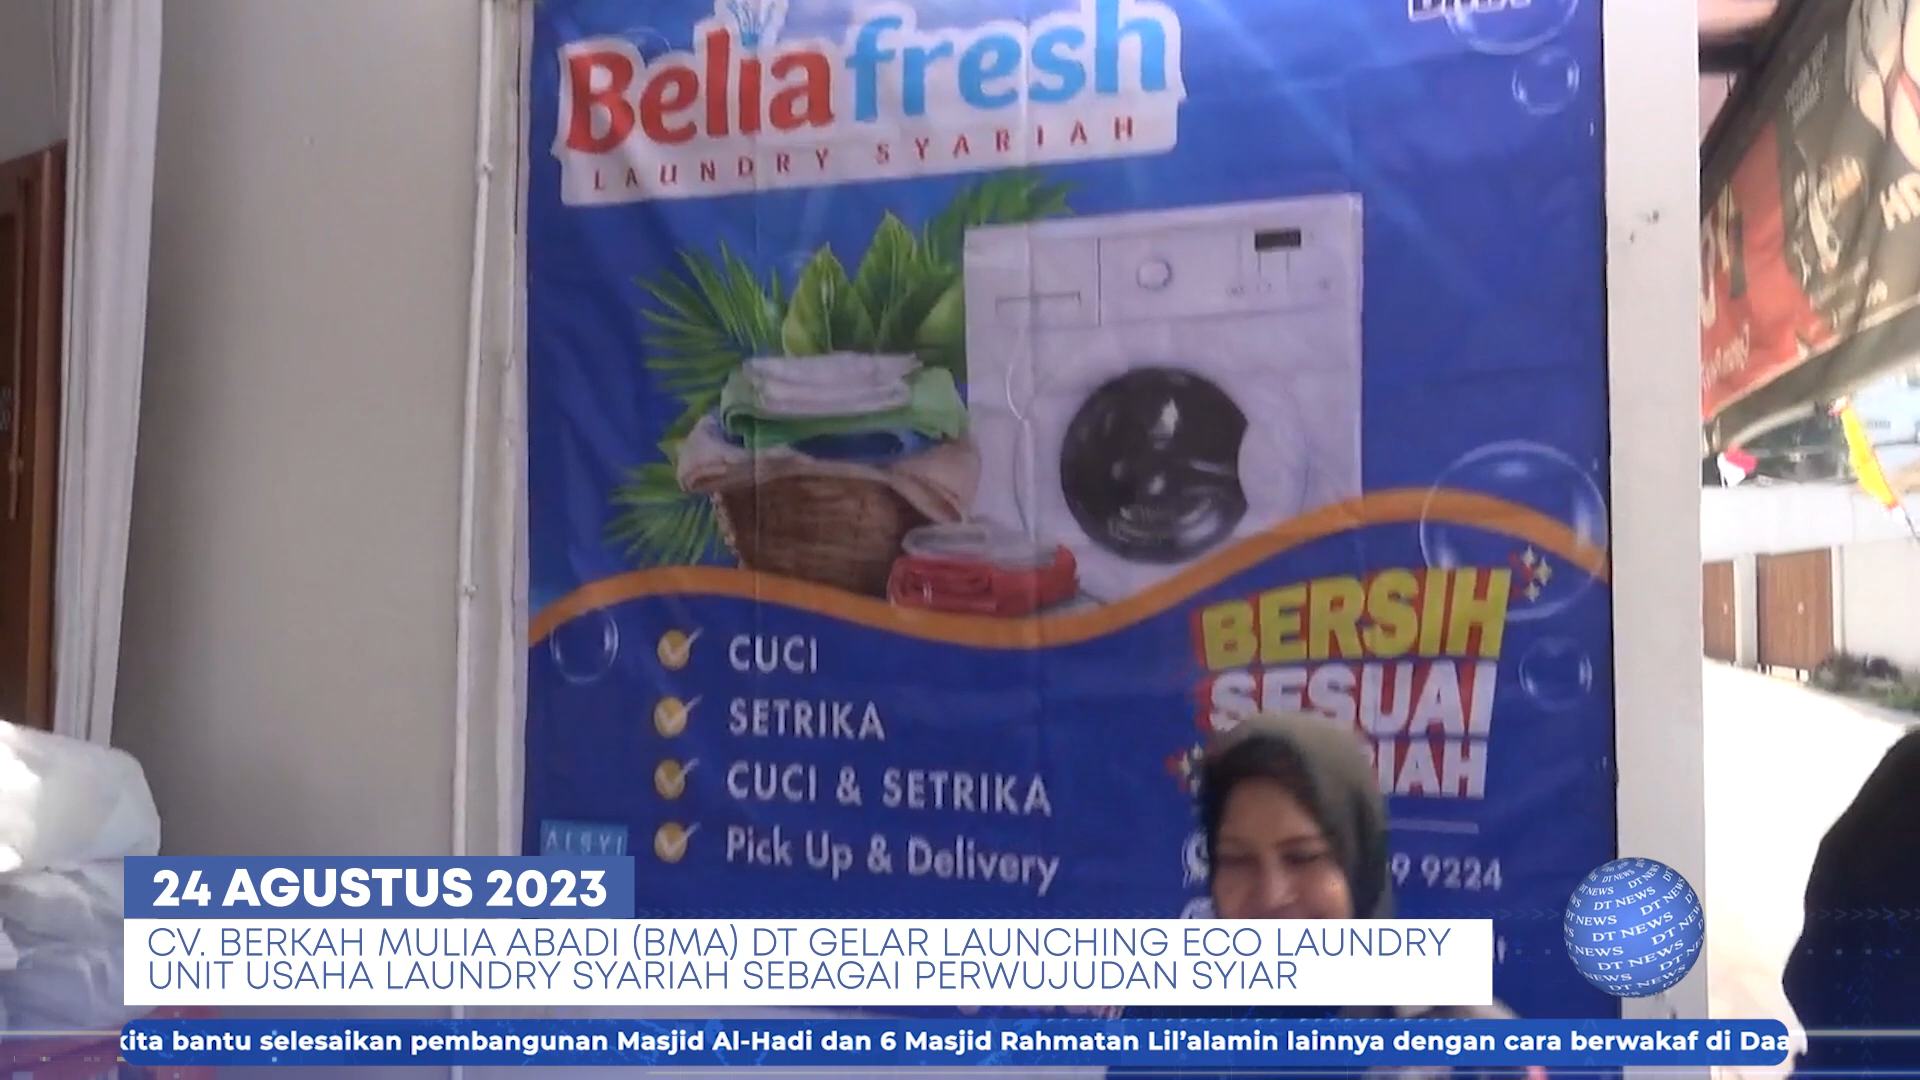 Belia fresh
LAUNDRY SYARIAH
CUCI
SETRIKA
CUCI & SETRIKA
Pick Up & Delivery
BERSIH
SESUAI
IAH
9 9224
24 AGUSTUS 2023
CV. BERKAH MULIA ABADI (BMA) DT GELAR LAUNCHING ECO LAUNDRY
UNIT USAHA LAUNDRY SYARIAH SEBAGAI PERWUJUDAN SYIAR
DT NEWS
kita bantu selesaikan pembangunan Masjid Al-Hadi dan 6 Masjid Rahmatan Lil'alamin lainnya dengan cara berwakaf di Daa